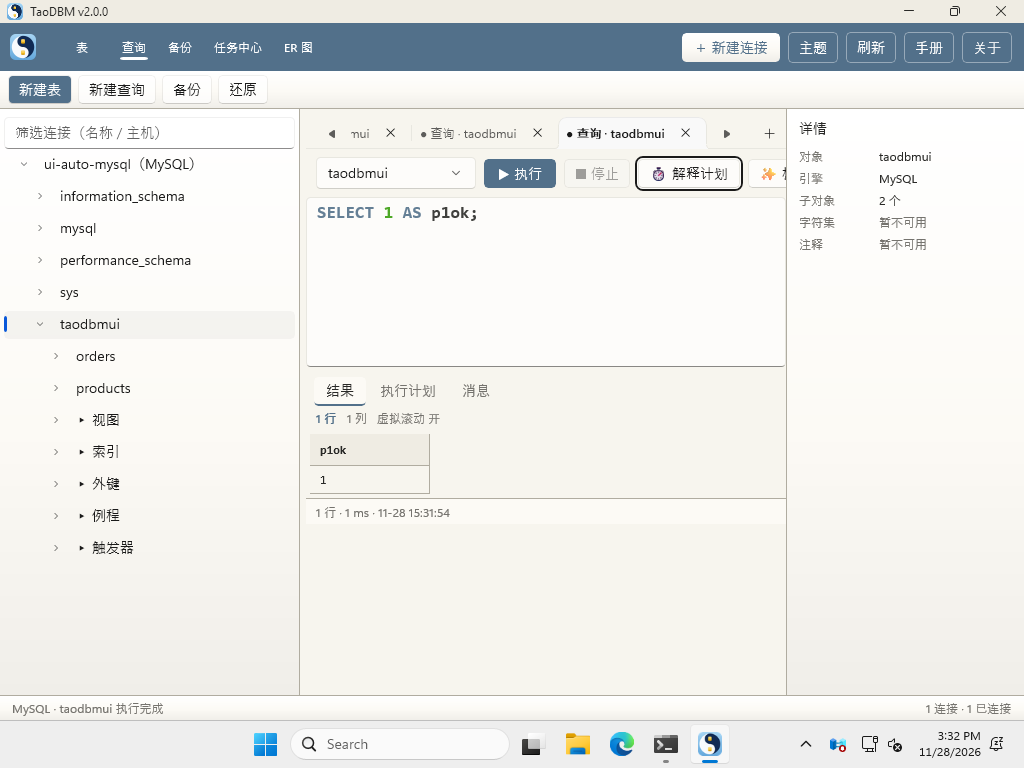 TaoDBM v2.0.0
表 查询 备份 任务中心 ER 图
+ 新建连接 主题 刷新 手册 关于
新建表 新建查询 备份 还原
筛选连接（名称 / 主机）
ui-auto-mysql（MySQL）
information_schema
mysql
performance_schema
sys
taodbmui
orders
products
视图
索引
外键
例程
触发器
mui
查询 · taodbmui
查询 · taodbmui
taodbmui
执行
停止
解释计划
SELECT 1 AS p1ok;
结果 执行计划 消息
1 行 1 列 虚拟滚动 开
p1ok
1
1 行 · 1 ms · 11-28 15:31:54
详情
对象 taodbmui
引擎 MySQL
子对象 2 个
字符集 暂不可用
注释 暂不可用
MySQL · taodbmui 执行完成
1 连接 · 1 已连接
Search
3:32 PM
11/28/2026